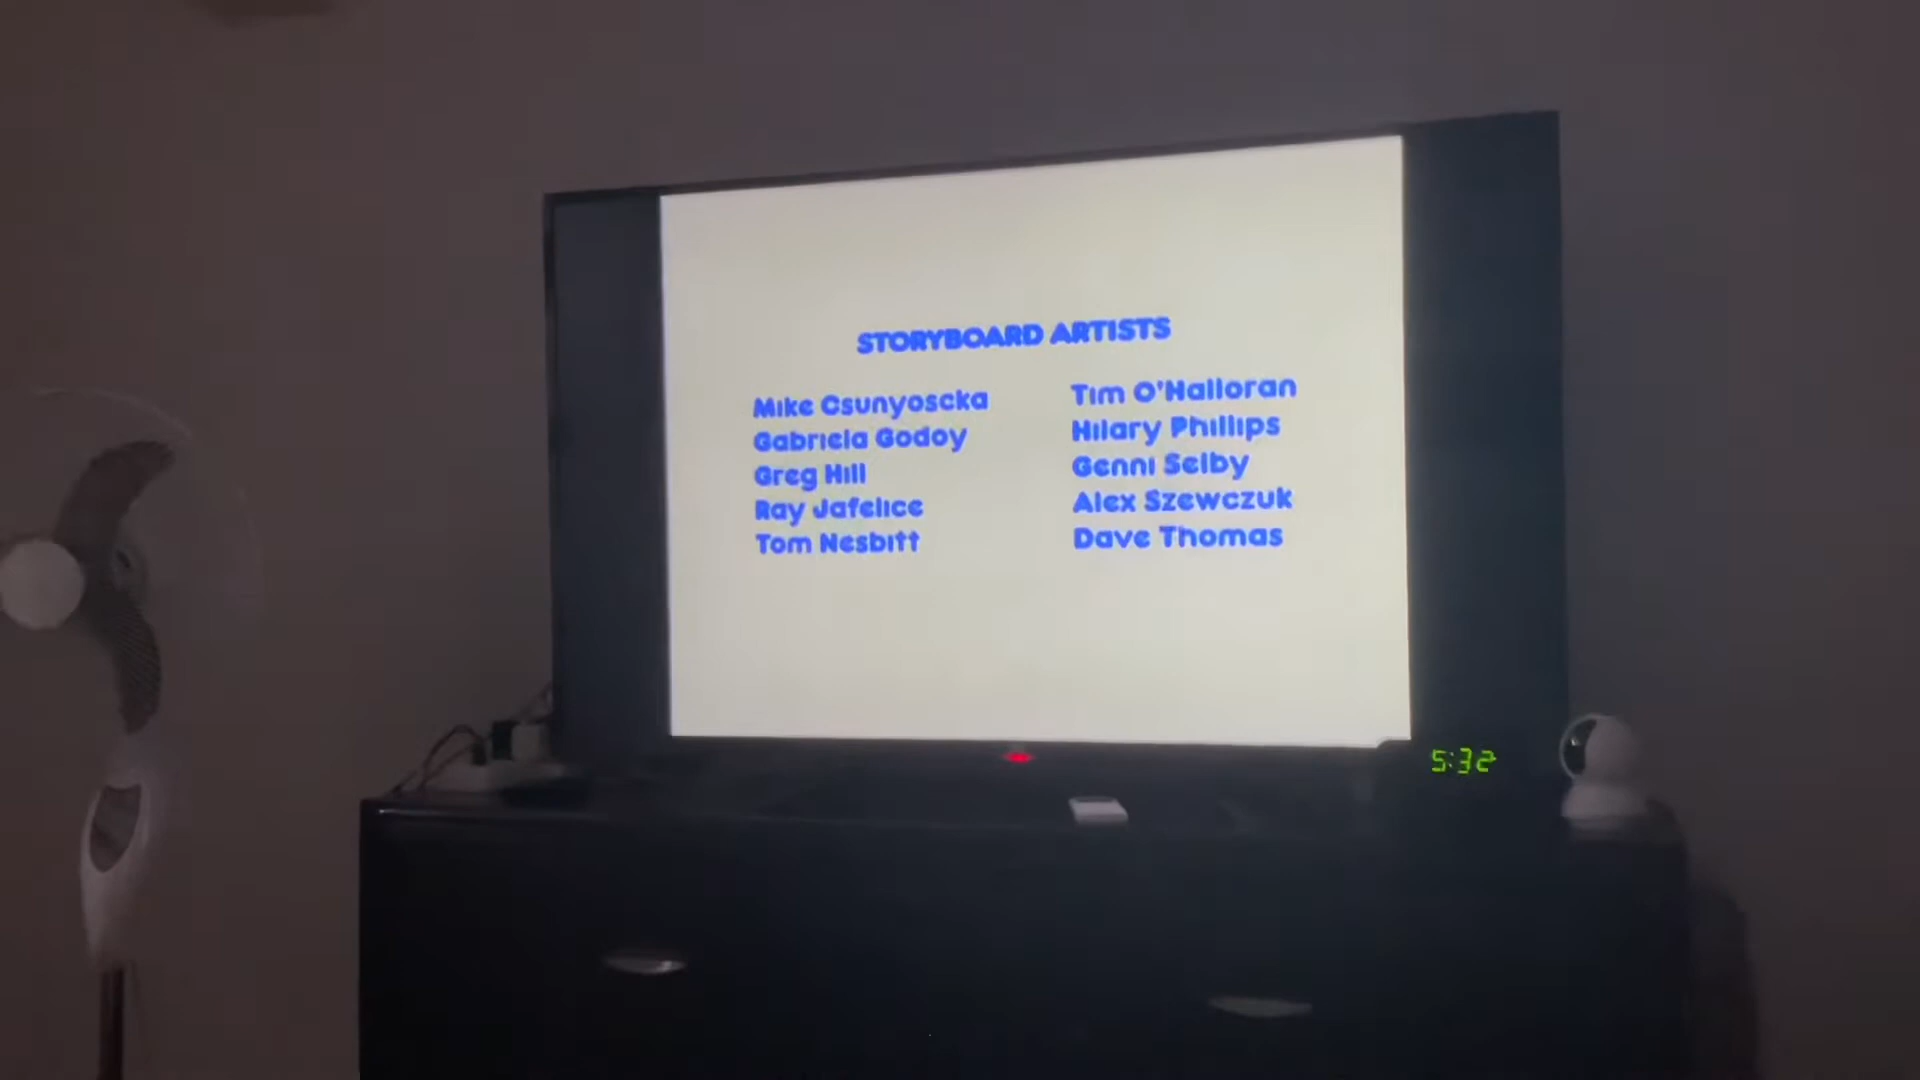 STORYBOARD ARTISTS
Mike Csunyoscka
Gabriela Godoy
Greg Hill
Ray Jafelice
Tom Nesbitt
Tim O'Halloran
Hilary Phillips
Genni Selby
Alex Szewczuk
Dave Thomas
5:32